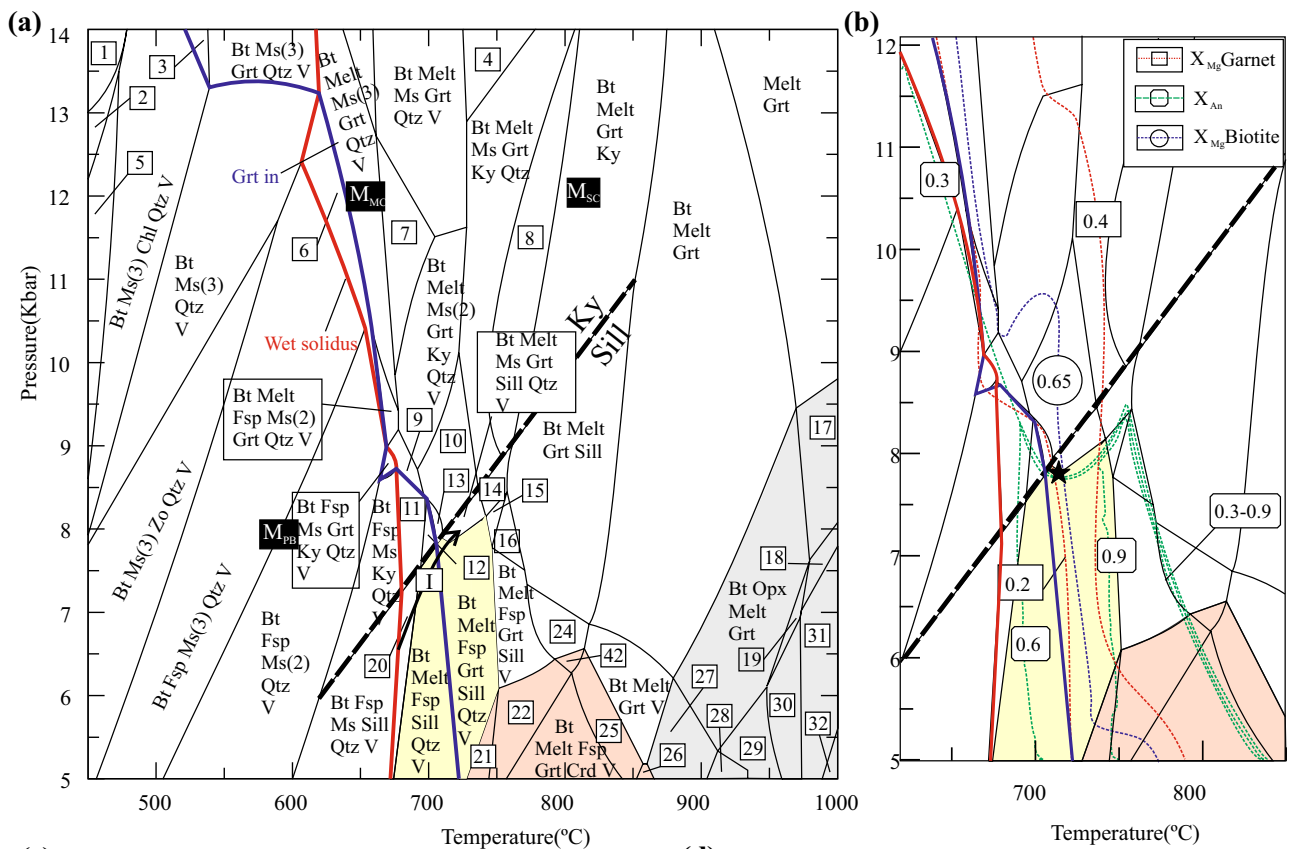 (a)
14
13
12
11
10
9
8
7
6
5
Pressure(Kbar)
500
600
700
800
900
1000
Temperature(ºC)
1
2
3
5
Bt Ms(3)
Grt Qtz V
Bt
Melt
Ms(3)
Grt
Qtz
V
Bt Melt
Ms Grt
Qtz V
4
Bt Melt
Ms Grt
Ky Qtz
Bt
Melt
Grt
Ky
Melt
Grt
Grt in
M MC
M SC
6
7
8
Bt Ms(3) Chl Qtz V
Bt
Ms(3)
Qtz
V
Bt
Melt
Ms(2)
Grt
Ky
Qtz
V
Bt
Melt
Grt
Ky
Sill
Wet solidus
Bt Melt
Ms Grt
Sill Qtz
V
Bt Melt
Fsp Ms(2)
Grt Qtz V
9
10
Bt Melt
Grt Sill
17
13
14
15
11
Bt Fsp
Ms Grt
Ky Qtz
V
M PB
Bt
Fsp
Ms
Ky
Qtz
V
16
12
I
18
Bt Ms(3) Zo Qtz V
Bt Fsp Ms(3) Qtz V
Bt
Fsp
Ms(2)
Qtz
V
Bt
Melt
Fsp
Grt
Sill
V
Bt
Melt
Fsp
Grt
Sill
Qtz
V
Bt Opx
Melt
Grt
24
42
19
31
20
Bt
Melt
Fsp
Sill
Qtz
V
Bt Fsp
Ms Sill
Qtz V
22
Bt Melt
Grt V
27
30
25
28
32
21
Bt
Melt Fsp
Grt Crd V
26
29
(b)
12
11
10
9
8
7
6
5
700
800
Temperature(ºC)
X Mg Garnet
X An
X Mg Biotite
0.3
0.4
0.65
0.3-0.9
0.9
0.2
0.6